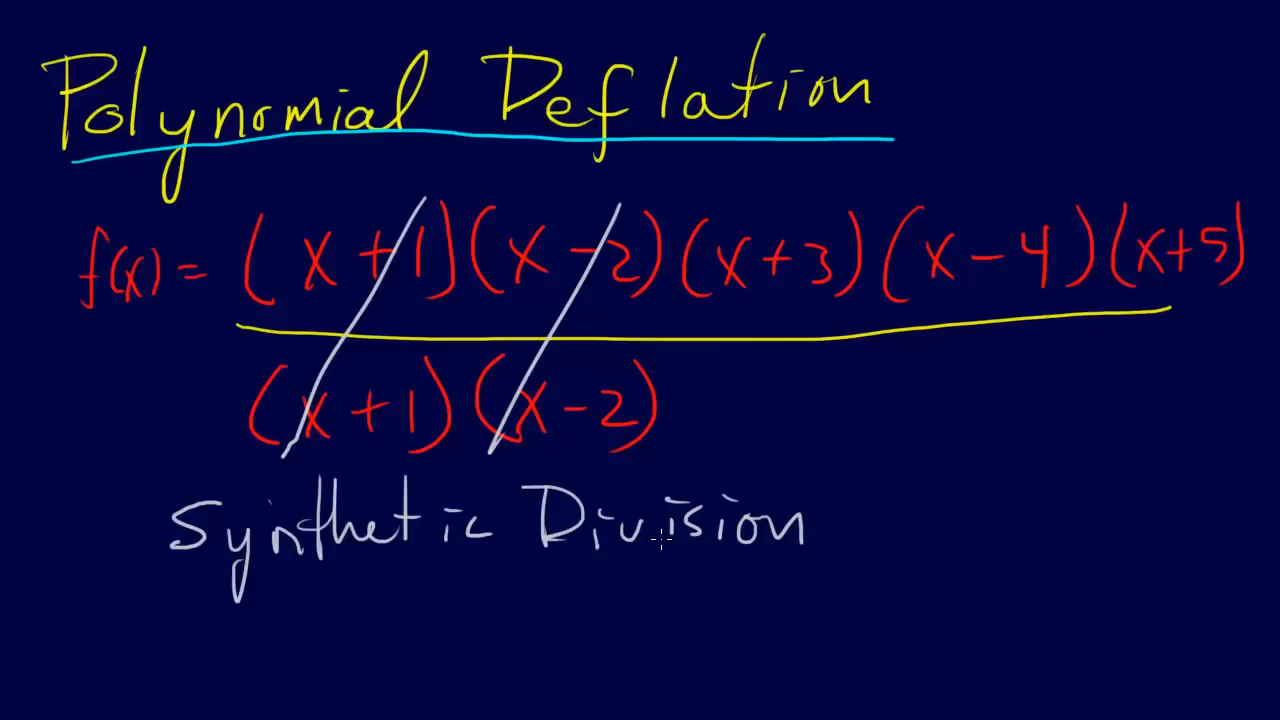 Polynomial Deflation
f(x) = (x+1)(x-2)(x+3)(x-4)(x+5)
(x+1)(x-2)
Synthetic Division